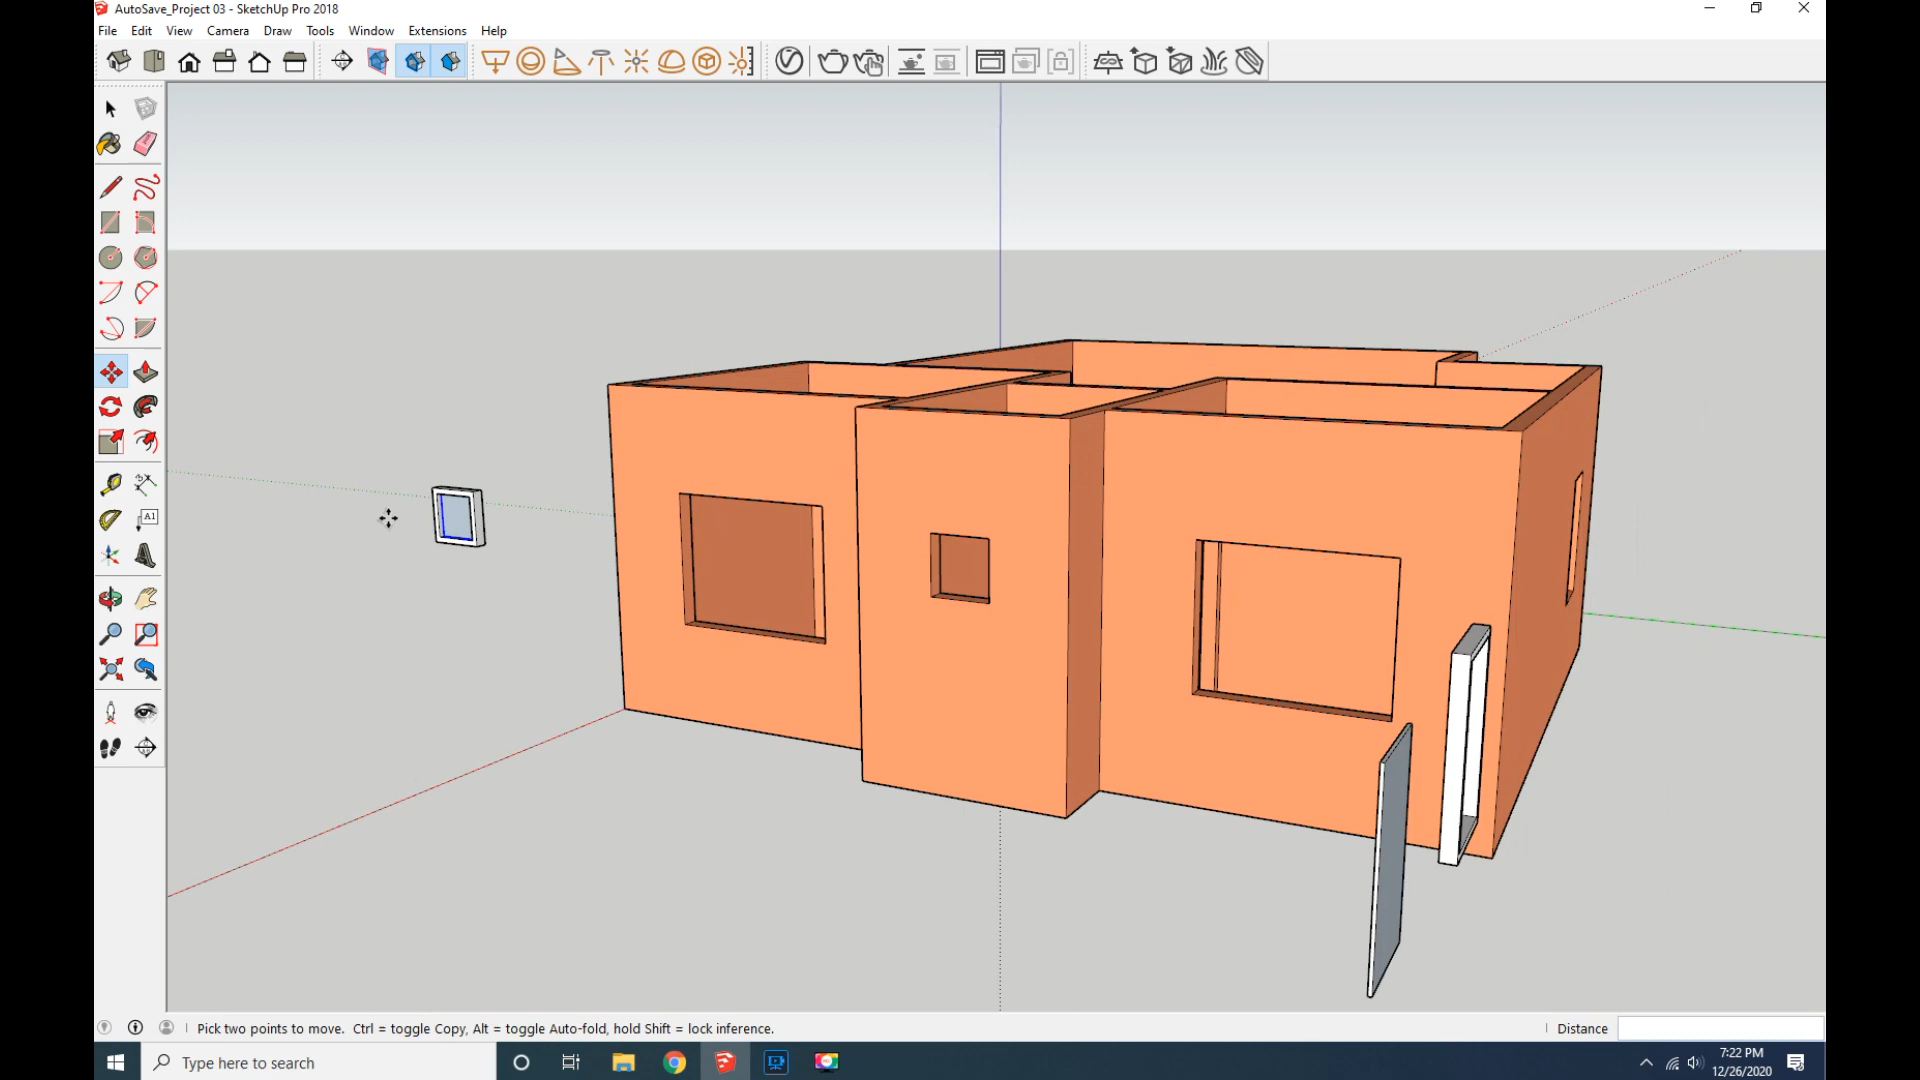 AutoSave_Project 03 - SketchUp Pro 2018
File Edit View Camera Draw Tools Window Extensions Help
A1
Pick two points to move. Ctrl = toggle Copy, Alt = toggle Auto-fold, hold Shift = lock inference.
Distance
Type here to search
7:22 PM
12/26/2020